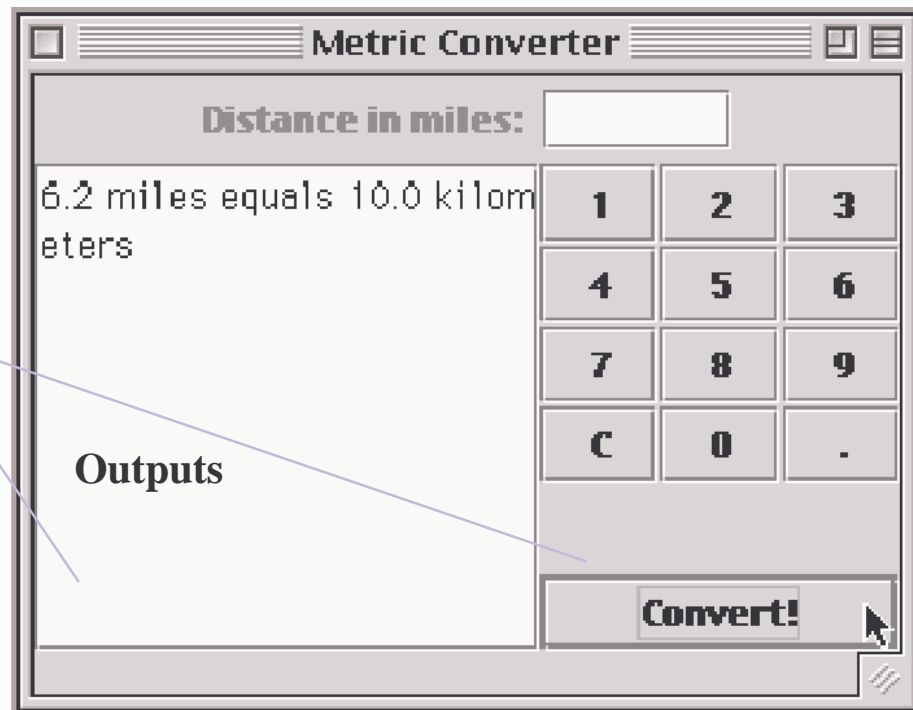 Metric Converter
Distance in miles:
6.2 miles equals 10.0 kilom
eters
1 2 3
4 5 6
7 8 9
C 0 .
Outputs
Convert!